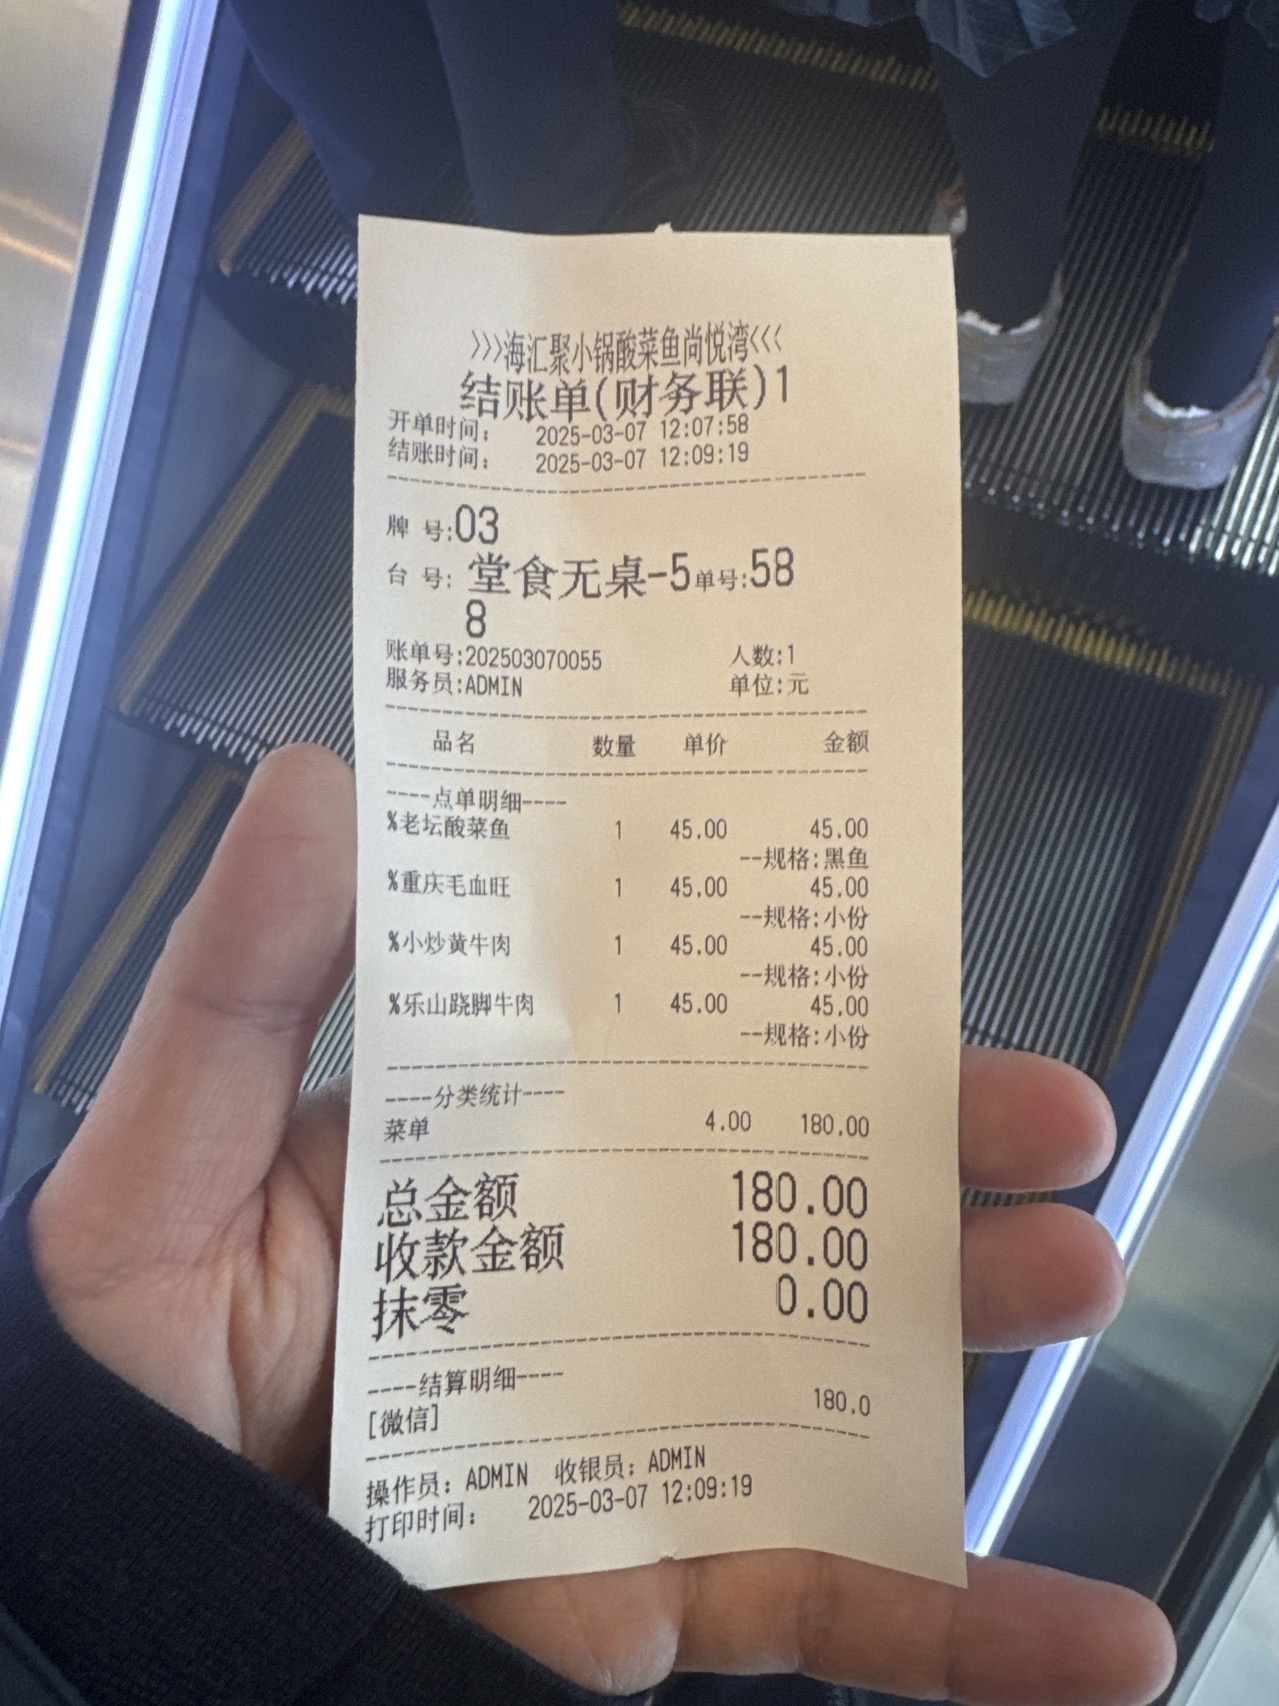 >>>海汇聚小锅酸菜鱼尚悦湾<<<
结账单(财务联)1
开单时间: 2025-03-07 12:07:58
结账时间: 2025-03-07 12:09:19
牌 号:03
台 号: 堂食无桌-5单号:58
8
账单号:202503070055 人数:1
服务员:ADMIN 单位:元
品名 数量 单价 金额
----点单明细----
%老坛酸菜鱼 1 45.00 45.00
--规格:黑鱼
%重庆毛血旺 1 45.00 45.00
--规格:小份
%小炒黄牛肉 1 45.00 45.00
--规格:小份
%乐山跷脚牛肉 1 45.00 45.00
--规格:小份
----分类统计----
菜单 4.00 180.00
总金额 180.00
收款金额 180.00
抹零 0.00
----结算明细----
[微信] 180.0
操作员: ADMIN 收银员: ADMIN
打印时间: 2025-03-07 12:09:19